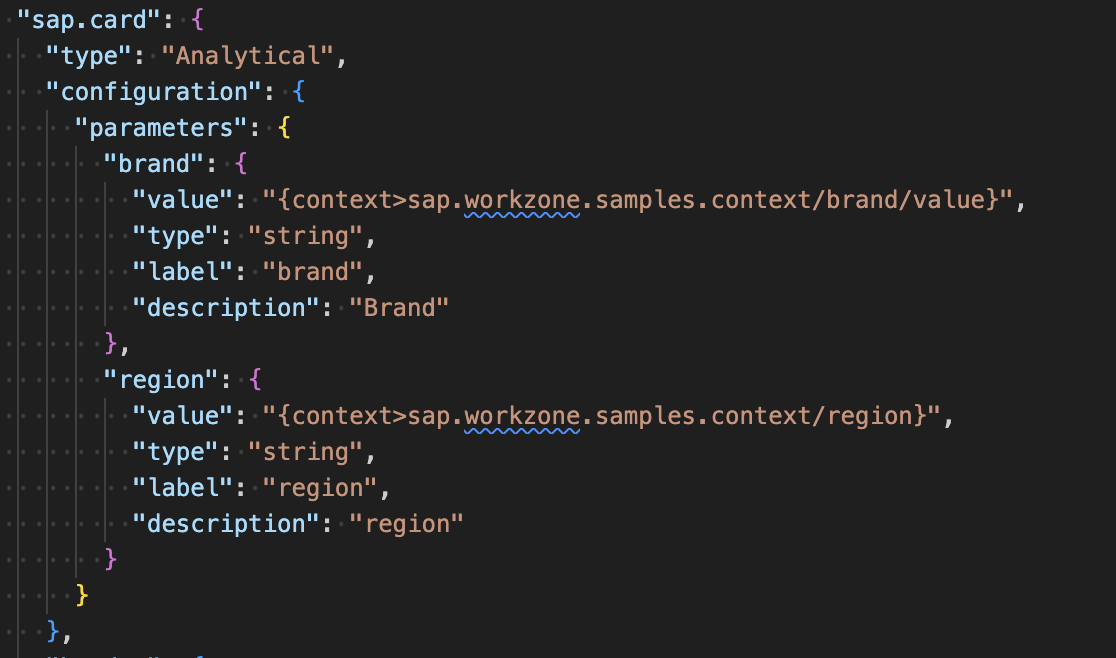 "sap.card": {
"type": "Analytical",
"configuration": {
"parameters": {
"brand": {
"value": "{context>sap.workzone.samples.context/brand/value}",
"type": "string",
"label": "brand",
"description": "Brand"
},
"region": {
"value": "{context>sap.workzone.samples.context/region}",
"type": "string",
"label": "region",
"description": "region"
}
}
},